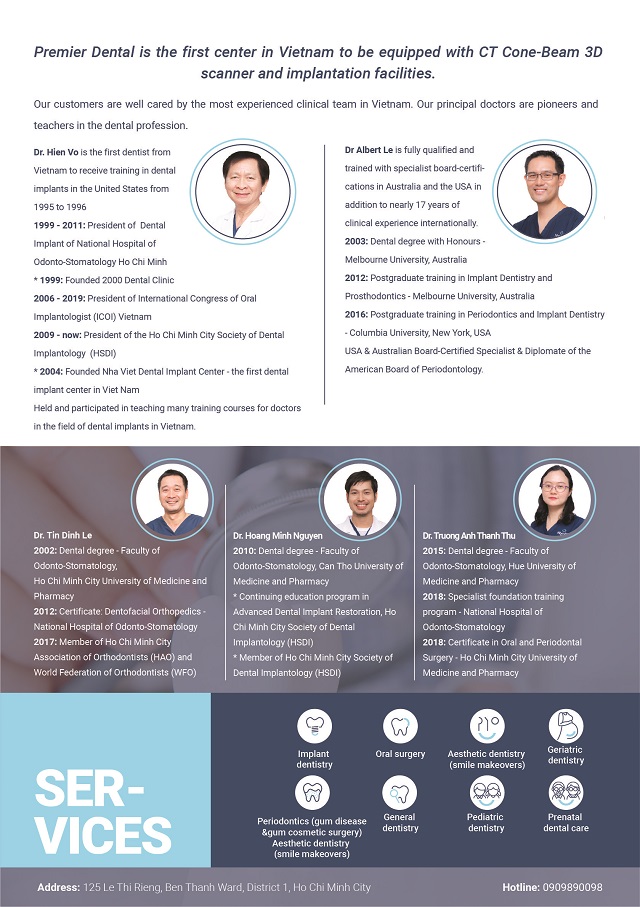 Premier Dental is the first center in Vietnam to be equipped with CT Cone-Beam 3D
scanner and implantation facilities.
Our customers are well cared by the most experienced clinical team in Vietnam. Our principal doctors are pioneers and
teachers in the dental profession.
Dr. Hien Vo is the first dentist from
Vietnam to receive training in dental
implants in the United States from
1995 to 1996
1999 - 2011: President of Dental
Implant of National Hospital of
Odonto-Stomatology Ho Chi Minh
* 1999: Founded 2000 Dental Clinic
2006 - 2019: President of International Congress of Oral
Implantologist (ICOI) Vietnam
2009 - now: President of the Ho Chi Minh City Society of Dental
Implantology (HSDI)
* 2004: Founded Nha Viet Dental Implant Center - the first dental
implant center in Viet Nam
Held and participated in teaching many training courses for doctors
in the field of dental implants in Vietnam.
Dr Albert Le is fully qualified and
trained with specialist board-certifi-
cations in Australia and the USA in
addition to nearly 17 years of
clinical experience internationally.
2003: Dental degree with Honours -
Melbourne University, Australia
2012: Postgraduate training in Implant Dentistry and
Prosthodontics - Melbourne University, Australia
2016: Postgraduate training in Periodontics and Implant Dentistry
- Columbia University, New York, USA
USA & Australian Board-Certified Specialist & Diplomate of the
American Board of Periodontology.
Dr. Tin Dinh Le
2002: Dental degree - Faculty of
Odonto-Stomatology,
Ho Chi Minh City University of Medicine and
Pharmacy
2012: Certificate: Dentofacial Orthopedics -
National Hospital of Odonto-Stomatology
2017: Member of Ho Chi Minh City
Association of Orthodontists (HAO) and
World Federation of Orthodontists (WFO)
Dr. Hoang Minh Nguyen
2010: Dental degree - Faculty of
Odonto-Stomatology, Can Tho University of
Medicine and Pharmacy
* Continuing education program in
Advanced Dental Implant Restoration, Ho
Chi Minh City Society of Dental
Implantology (HSDI)
* Member of Ho Chi Minh City Society of
Dental Implantology (HSDI)
Dr. Truong Anh Thanh Thu
2015: Dental degree - Faculty of
Odonto-Stomatology, Hue University of
Medicine and Pharmacy
2018: Specialist foundation training
program - National Hospital of
Odonto-Stomatology
2018: Certificate in Oral and Periodontal
Surgery - Ho Chi Minh City University of
Medicine and Pharmacy
SER-
VICES
Implant
dentistry
Oral surgery
Aesthetic dentistry
(smile makeovers)
Geriatric
dentistry
Periodontics (gum disease
&gum cosmetic surgery)
Aesthetic dentistry
(smile makeovers)
General
dentistry
Pediatric
dentistry
Prenatal
dental care
Address: 125 Le Thi Rieng, Ben Thanh Ward, District 1, Ho Chi Minh City
Hotline: 0909890098